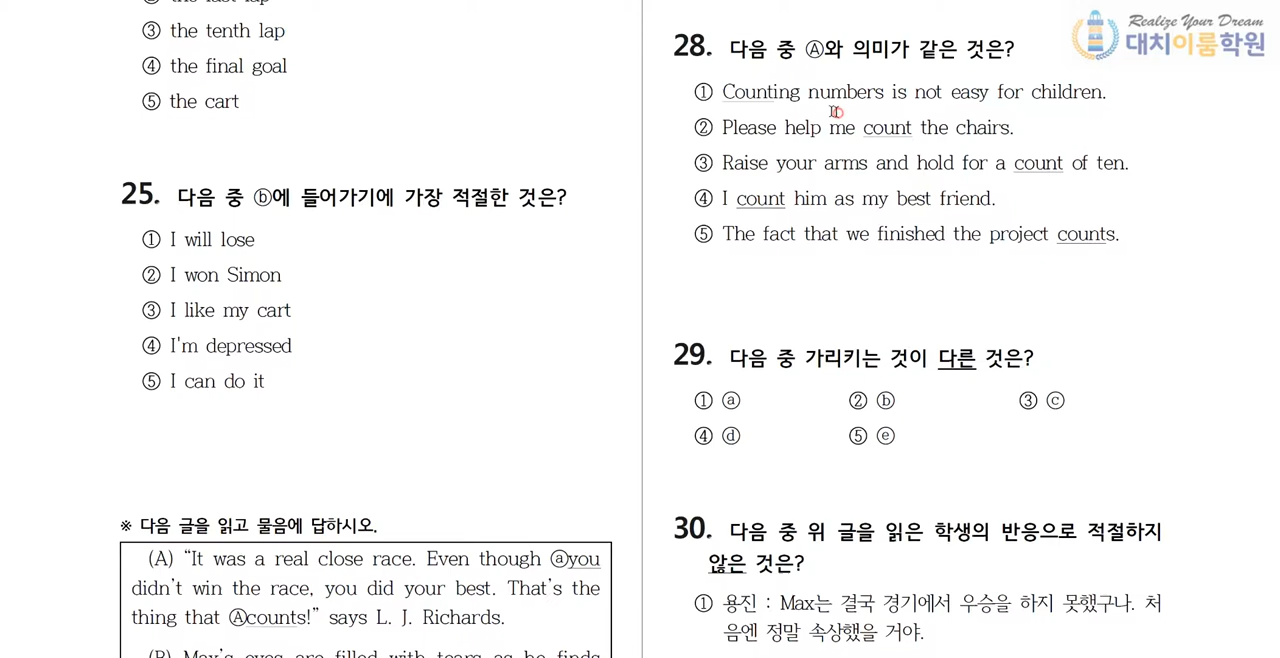 ③ the tenth lap
④ the final goal
⑤ the cart
25. 다음 중 ⓑ에 들어가기에 가장 적절한 것은?
① I will lose
② I won Simon
③ I like my cart
④ I'm depressed
⑤ I can do it
※ 다음 글을 읽고 물음에 답하시오.
(A) “It was a real close race. Even though ⓐyou
didn’t win the race, you did your best. That’s the
thing that Ⓐcounts!” says L. J. Richards.
(B) Max’s eyes are filled with tears as he finds
Realize Your Dream
대치이룸학원
28. 다음 중 Ⓐ와 의미가 같은 것은?
① Counting numbers is not easy for children.
② Please help me count the chairs.
③ Raise your arms and hold for a count of ten.
④ I count him as my best friend.
⑤ The fact that we finished the project counts.
29. 다음 중 가리키는 것이 다른 것은?
① ⓐ ② ⓑ ③ ⓒ
④ ⓓ ⑤ ⓔ
30. 다음 중 위 글을 읽은 학생의 반응으로 적절하지
않은 것은?
① 용진 : Max는 결국 경기에서 우승을 하지 못했구나. 처
음엔 정말 속상했을 거야.